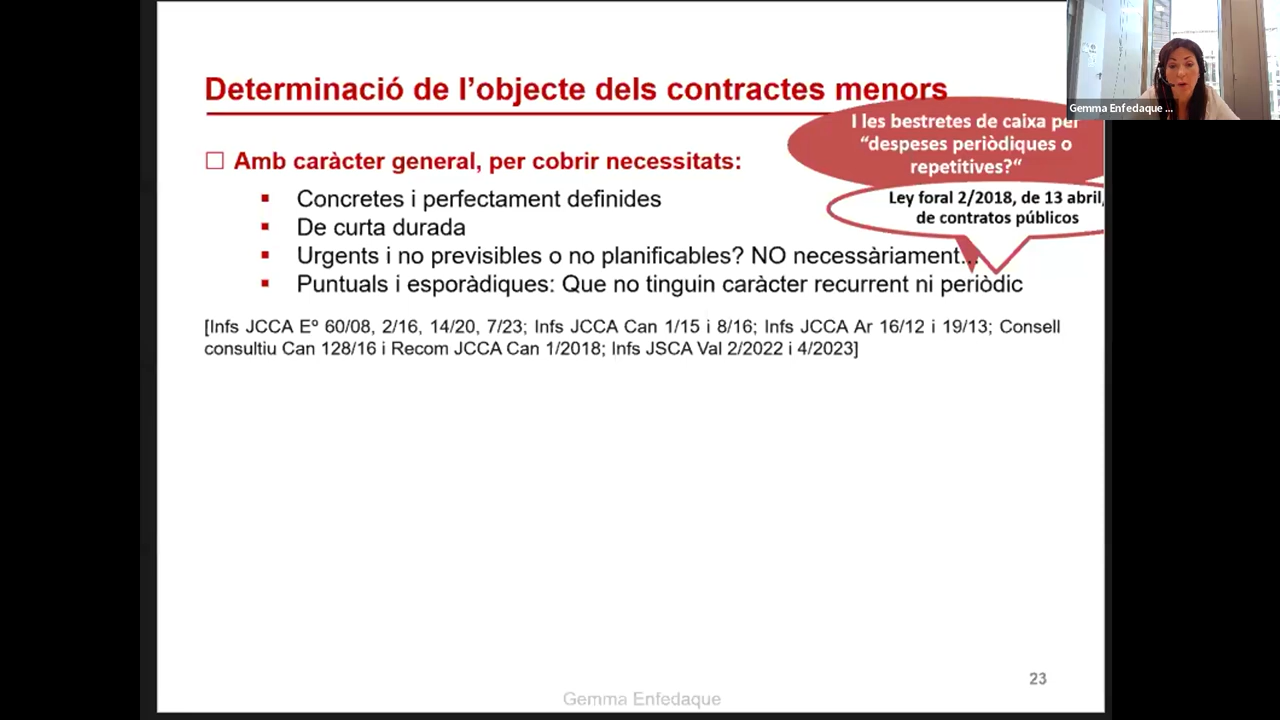 Determinació de l’objecte dels contractes menors
I les bestretes de caixa per
“despeses periòdiques o
repetitives?“
Ley foral 2/2018, de 13 abril,
de contratos públicos
Amb caràcter general, per cobrir necessitats:
Concretes i perfectament definides
De curta durada
Urgents i no previsibles o no planificables? NO necessàriament...
Puntuals i esporàdiques: Que no tinguin caràcter recurrent ni periòdic
[Infs JCCA Eº 60/08, 2/16, 14/20, 7/23; Infs JCCA Can 1/15 i 8/16; Infs JCCA Ar 16/12 i 19/13; Consell
consultiu Can 128/16 i Recom JCCA Can 1/2018; Infs JSCA Val 2/2022 i 4/2023]
23
Gemma Enfedaque
Gemma Enfedaque ...